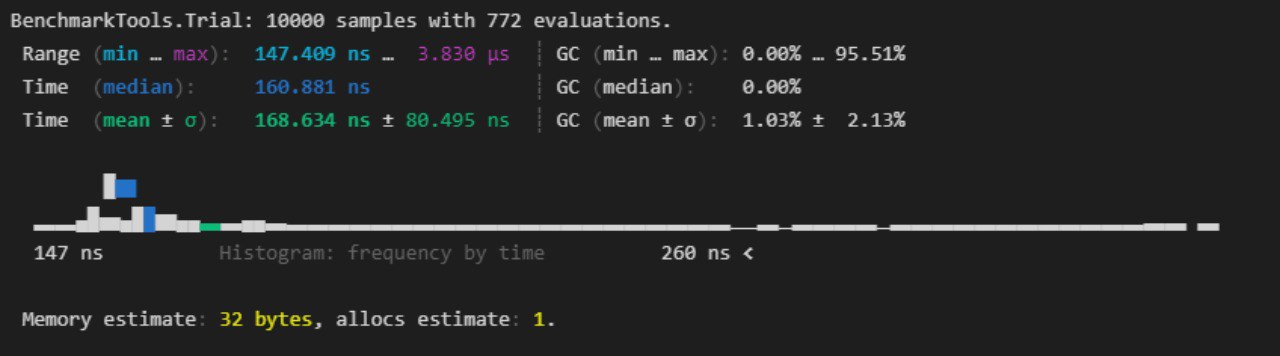 BenchmarkTools.Trial: 10000 samples with 772 evaluations.
Range (min … max): 147.409 ns … 3.830 μs ┊ GC (min … max): 0.00% … 95.51%
Time (median): 160.881 ns ┊ GC (median): 0.00%
Time (mean ± σ): 168.634 ns ± 80.495 ns ┊ GC (mean ± σ): 1.03% ± 2.13%
147 ns Histogram: frequency by time 260 ns <
Memory estimate: 32 bytes, allocs estimate: 1.